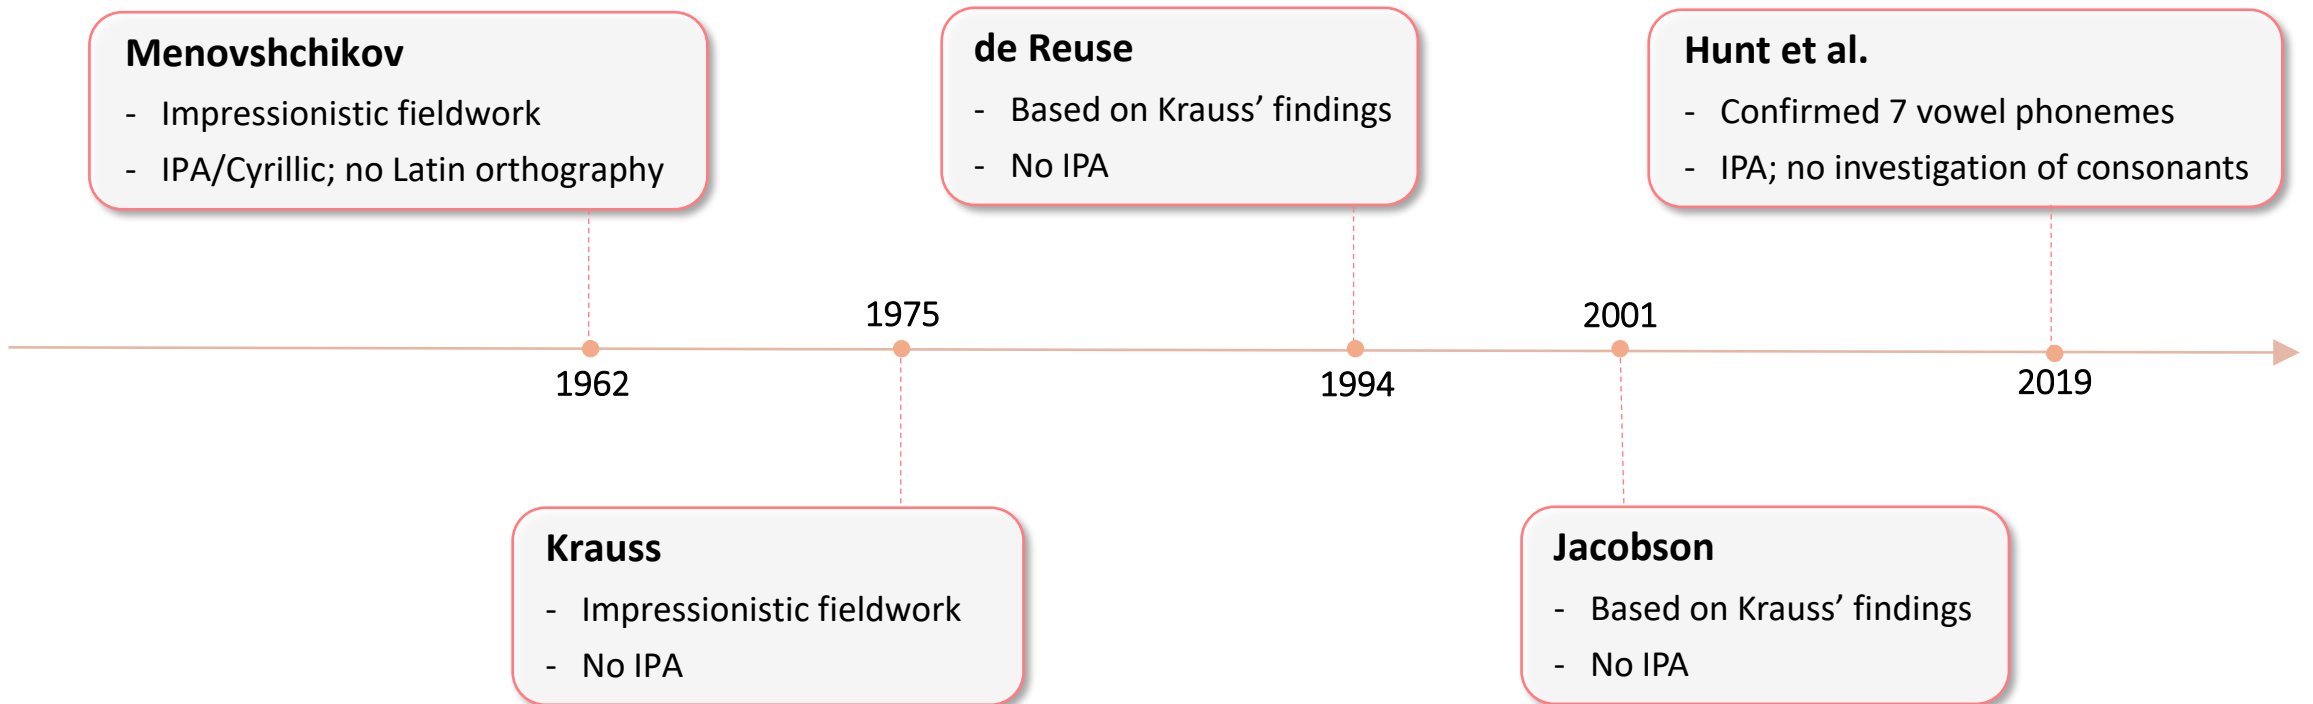 Menovshchikov
- Impressionistic fieldwork
- IPA/Cyrillic; no Latin orthography
de Reuse
- Based on Krauss’ findings
- No IPA
Hunt et al.
- Confirmed 7 vowel phonemes
- IPA; no investigation of consonants
1975
2001
1962
1994
2019
Krauss
- Impressionistic fieldwork
- No IPA
Jacobson
- Based on Krauss’ findings
- No IPA